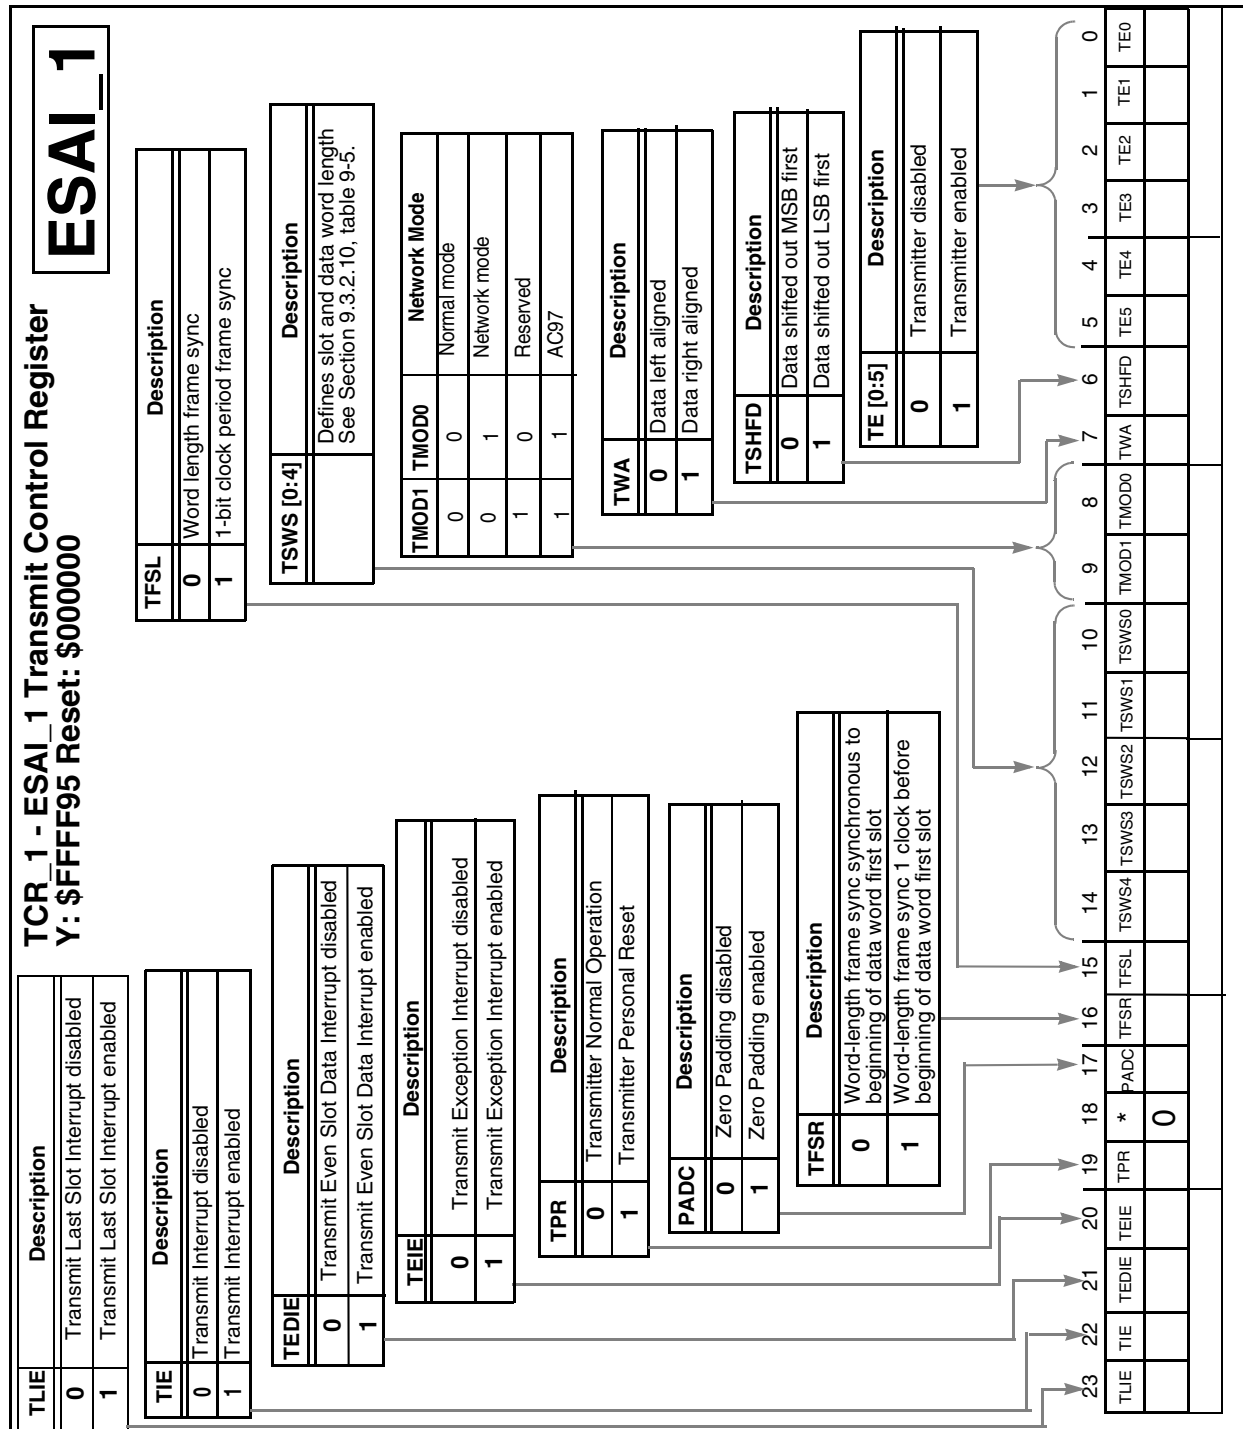 ESAI_1
TCR_1 - ESAI_1 Transmit Control Register
Y: $FFFF95 Reset: $000000
TLIE Description
0 Transmit Last Slot Interrupt disabled
1 Transmit Last Slot Interrupt enabled
TIE Description
0 Transmit Interrupt disabled
1 Transmit Interrupt enabled
TEDIE Description
0 Transmit Even Slot Data Interrupt disabled
1 Transmit Even Slot Data Interrupt enabled
TEIE Description
0 Transmit Exception Interrupt disabled
1 Transmit Exception Interrupt enabled
TPR Description
0 Transmitter Normal Operation
1 Transmitter Personal Reset
PADC Description
0 Zero Padding disabled
1 Zero Padding enabled
TFSR Description
0 Word-length frame sync synchronous to
beginning of data word first slot
1 Word-length frame sync 1 clock before
beginning of data word first slot
TFSL Description
0 Word length frame sync
1 1-bit clock period frame sync
TSWS [0:4] Description
Defines slot and data word length
See Section 9.3.2.10, table 9-5.
TMOD1 TMOD0 Network Mode
0 0 Normal mode
0 1 Network mode
1 0 Reserved
1 1 AC97
TWA Description
0 Data left aligned
1 Data right aligned
TSHFD Description
0 Data shifted out MSB first
1 Data shifted out LSB first
TE [0:5] Description
0 Transmitter disabled
1 Transmitter enabled
23 22 21 20 19 18 17 16 15 14 13 12 11 10 9 8 7 6 5 4 3 2 1 0
TLIE TIE TEDIE TEIE TPR * PADC TFSR TFSL TSWS4 TSWS3 TSWS2 TSWS1 TSWS0 TMOD1 TMOD0 TWA TSHFD TE5 TE4 TE3 TE2 TE1 TE0
0